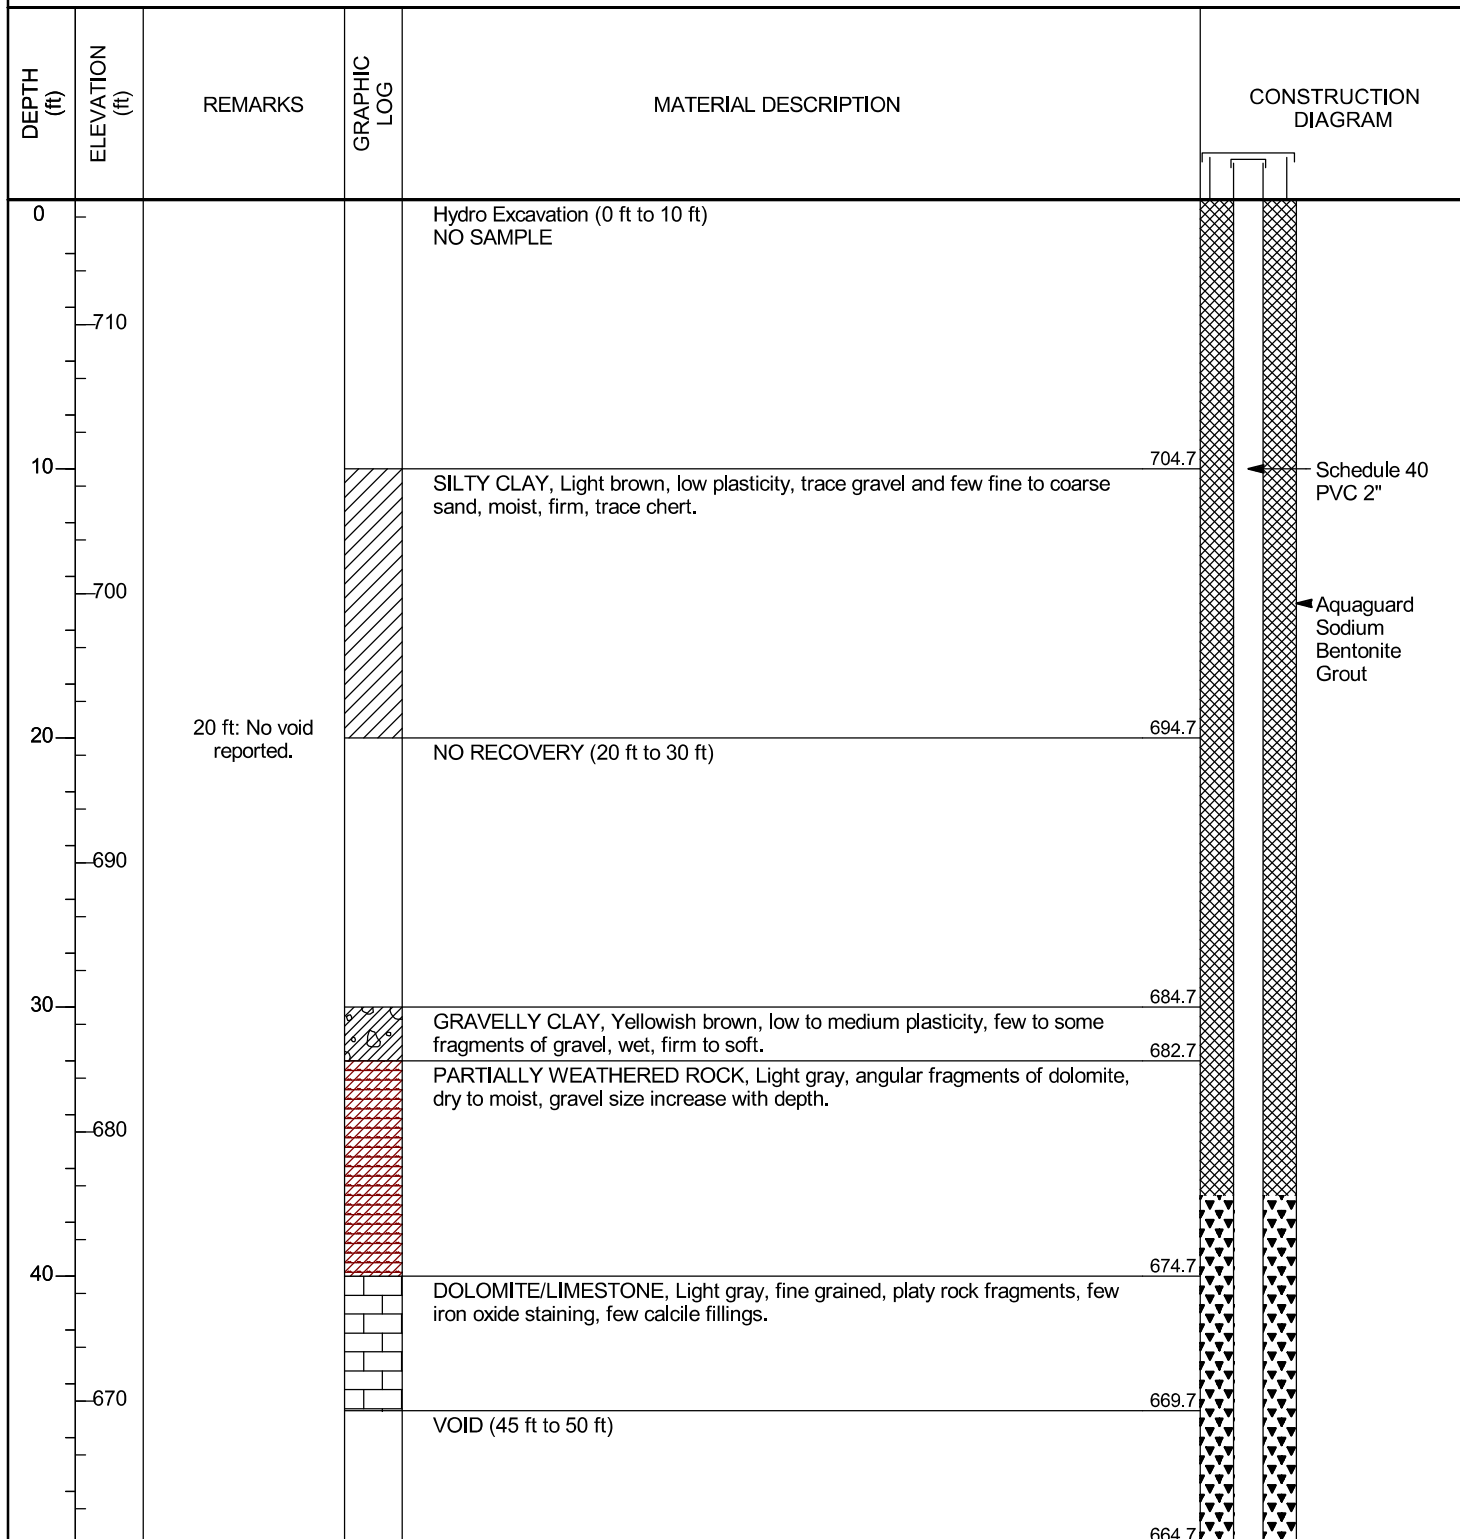 DEPTH
(ft)
ELEVATION
(ft)
REMARKS
GRAPHIC
LOG
MATERIAL DESCRIPTION
CONSTRUCTION
DIAGRAM
0
Hydro Excavation (0 ft to 10 ft)
NO SAMPLE
710
704.7
10
SILTY CLAY, Light brown, low plasticity, trace gravel and few fine to coarse
sand, moist, firm, trace chert.
Schedule 40
PVC 2"
700
Aquaguard
Sodium
Bentonite
Grout
20 ft: No void
reported.
694.7
20
NO RECOVERY (20 ft to 30 ft)
690
684.7
30
GRAVELLY CLAY, Yellowish brown, low to medium plasticity, few to some
fragments of gravel, wet, firm to soft.
682.7
PARTIALLY WEATHERED ROCK, Light gray, angular fragments of dolomite,
dry to moist, gravel size increase with depth.
680
674.7
40
DOLOMITE/LIMESTONE, Light gray, fine grained, platy rock fragments, few
iron oxide staining, few calcile fillings.
670
669.7
VOID (45 ft to 50 ft)
664.7